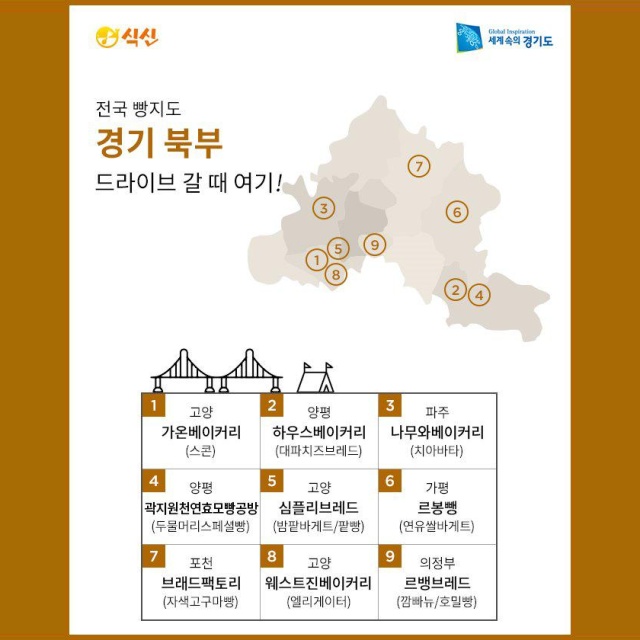 식신
Global Inspiration
세계 속의 경기도
전국 빵지도
경기 북부
드라이브 갈 때 여기!
7
3
6
5
9
1
8
2
4
1
고양
가온베이커리
(스콘)
2
양평
하우스베이커리
(대파치즈브레드)
3
파주
나무와베이커리
(치아바타)
4
양평
곽지원천연효모빵공방
(두물머리스페셜빵)
5
고양
심플리브레드
(밤팥바게트/팥빵)
6
가평
르봉뺑
(연유쌀바게트)
7
포천
브래드팩토리
(자색고구마빵)
8
고양
웨스트진베이커리
(엘리게이터)
9
의정부
르뱅브레드
(깜빠뉴/호밀빵)